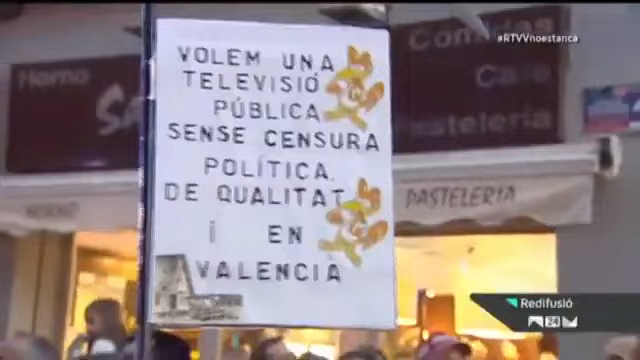 #RTVVnoestanca
VOLEM UNA
TELEVISIÓ
PÚBLICA
SENSE CENSURA
POLÍTICA,
DE QUALITAT
i EN
VALENCIÀ
Horno
Comidas
Cafe
Pasteleria
PASTELERIA
Redifusió
24